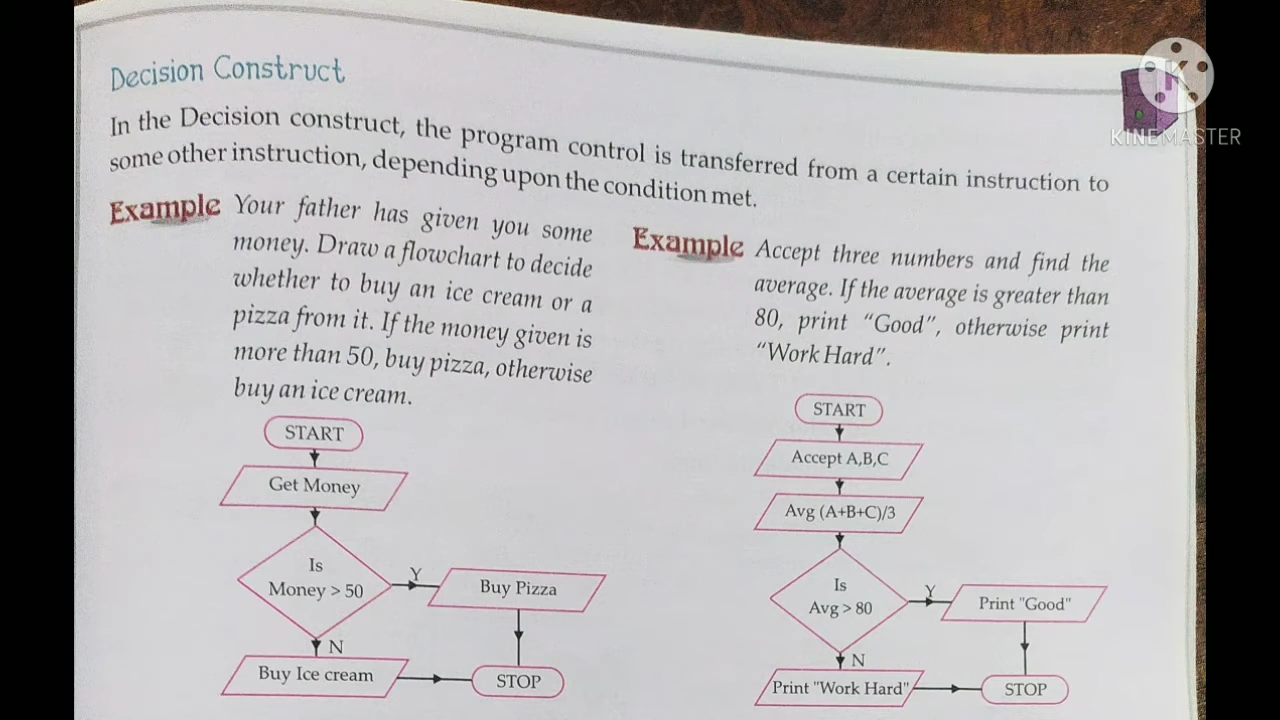 Decision Construct
In the Decision construct, the program control is transferred from a certain instruction to
some other instruction, depending upon the condition met.
Example Your father has given you some
money. Draw a flowchart to decide
whether to buy an ice cream or a
pizza from it. If the money given is
more than 50, buy pizza, otherwise
buy an ice cream.
START
Get Money
Is
Money > 50
Y
Buy Pizza
N
Buy Ice cream
STOP
Example Accept three numbers and find the
average. If the average is greater than
80, print "Good", otherwise print
"Work Hard".
START
Accept A,B,C
Avg (A+B+C)/3
Is
Avg > 80
Y
Print "Good"
N
Print "Work Hard"
STOP
K
KINEMASTER